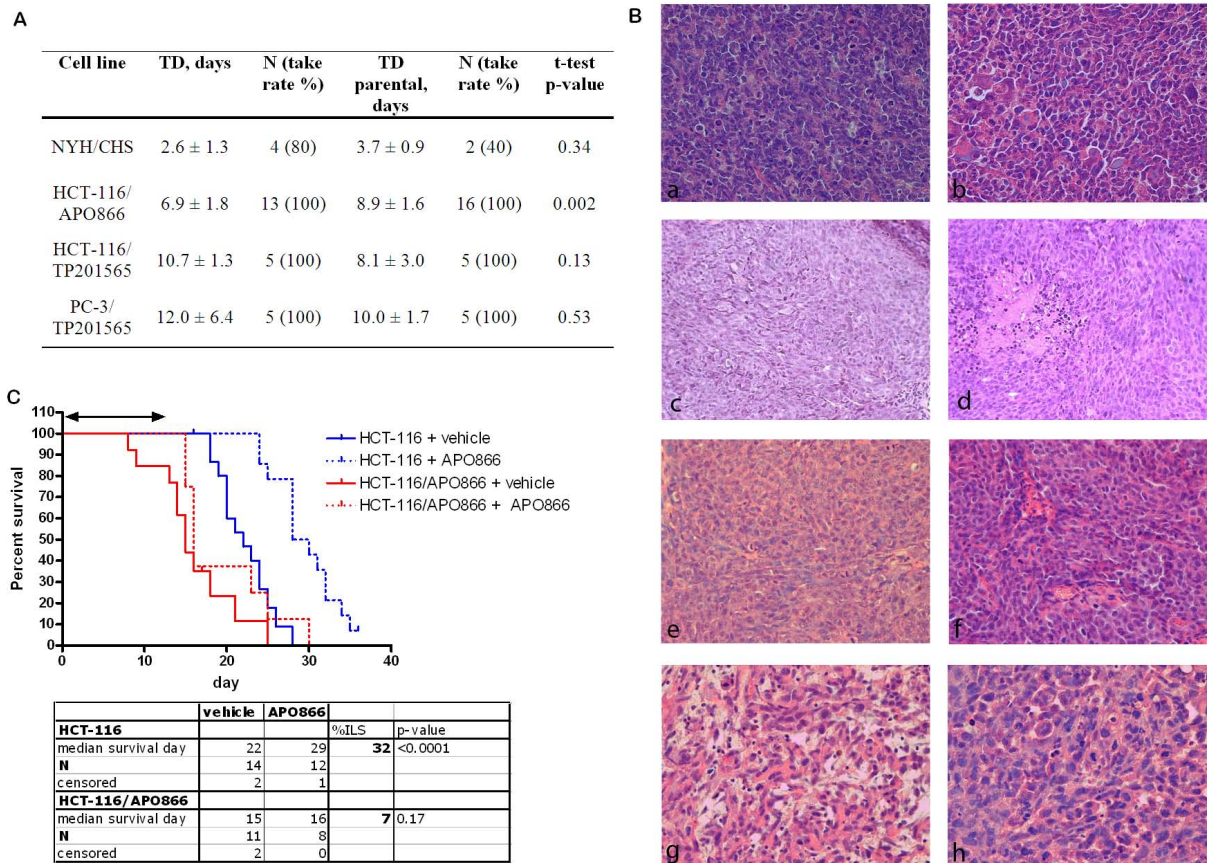 A
Cell line TD, days N (take rate %) TD parental, days N (take rate %) t-test p-value
NYH/CHS 2.6 ± 1.3 4 (80) 3.7 ± 0.9 2 (40) 0.34
HCT-116/ APO866 6.9 ± 1.8 13 (100) 8.9 ± 1.6 16 (100) 0.002
HCT-116/ TP201565 10.7 ± 1.3 5 (100) 8.1 ± 3.0 5 (100) 0.13
PC-3/ TP201565 12.0 ± 6.4 5 (100) 10.0 ± 1.7 5 (100) 0.53
B
a
b
c
d
e
f
g
h
C
Percent survival
110
100
90
80
70
60
50
40
30
20
10
0
0 10 20 30 40
day
HCT-116 + vehicle
HCT-116 + APO866
HCT-116/APO866 + vehicle
HCT-116/APO866 + APO866
vehicle APO866
HCT-116 %ILS p-value
median survival day 22 29 32 <0.0001
N 14 12
censored 2 1
HCT-116/APO866
median survival day 15 16 7 0.17
N 11 8
censored 2 0